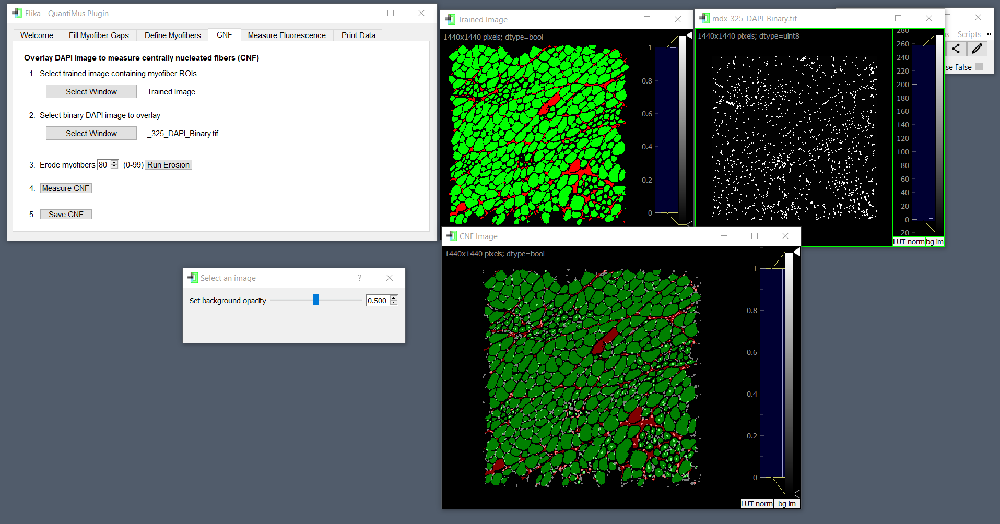 Flika - QuantiMus Plugin
Welcome
Fill Myofiber Gaps
Define Myofibers
CNF
Measure Fluorescence
Print Data
Overlay DAPI image to measure centrally nucleated fibers (CNF)
1. Select trained image containing myofiber ROIs
Select Window ...Trained Image
2. Select binary DAPI image to overlay
Select Window ..._325_DAPI_Binary.tif
3. Erode myofibers 80 (0-99) Run Erosion
4. Measure CNF
5. Save CNF
Trained Image
1440x1440 pixels; dtype=bool
1
0.8
0.6
0.4
0.2
0
mdx_325_DAPI_Binary.tif
1440x1440 pixels; dtype=uint8
280
260
240
220
200
180
160
140
120
100
80
60
40
20
0
-20
LUT norm bg im
Scripts »
se False
Select an image ?
Set background opacity 0.500
CNF Image
1440x1440 pixels; dtype=bool
1
0.8
0.6
0.4
0.2
0
LUT norm bg im